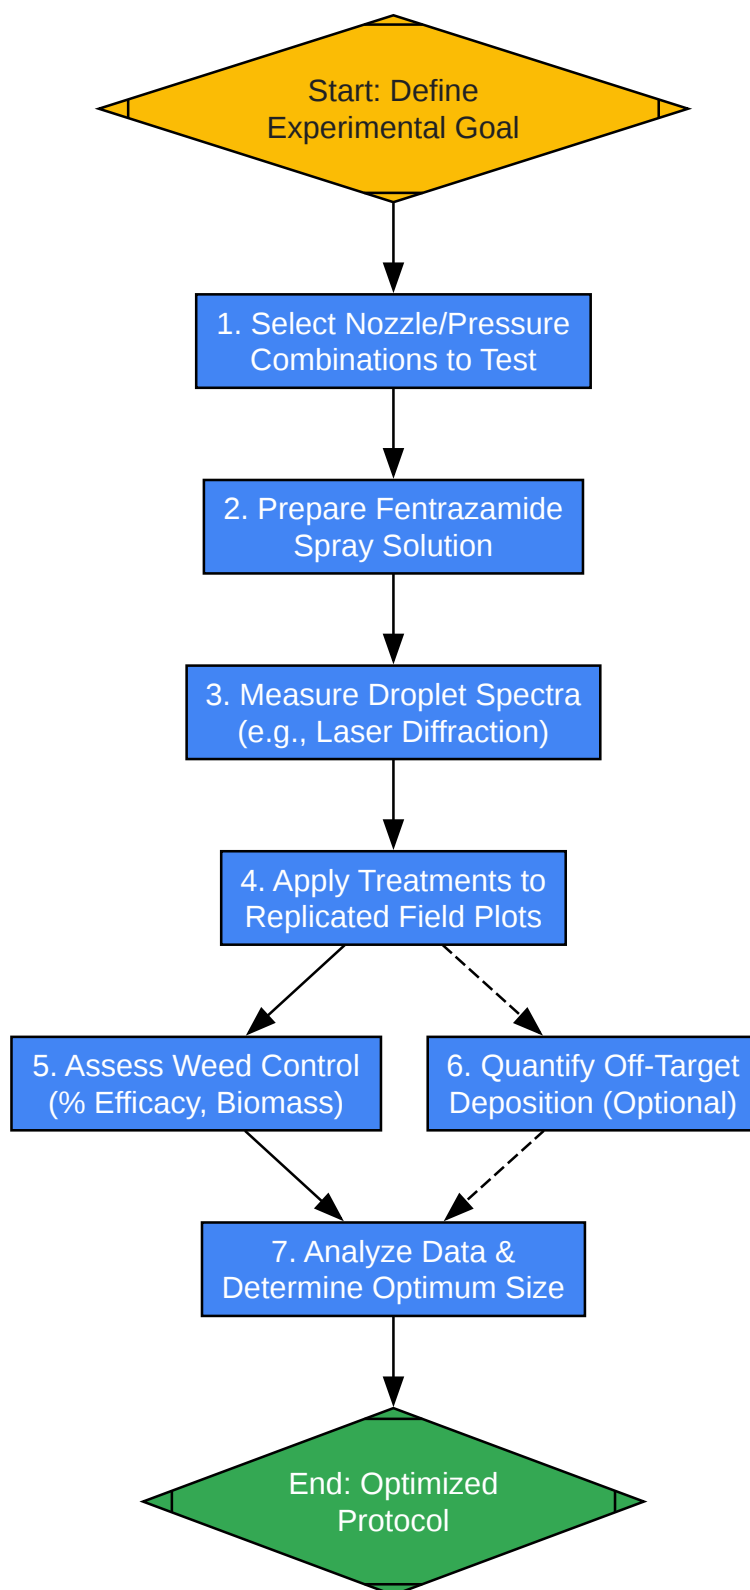 Start: Define
Experimental Goal
1. Select Nozzle/Pressure
Combinations to Test
2. Prepare Fentrazamide
Spray Solution
3. Measure Droplet Spectra
(e.g., Laser Diffraction)
4. Apply Treatments to
Replicated Field Plots
5. Assess Weed Control
(% Efficacy, Biomass)
6. Quantify Off-Target
Deposition (Optional)
7. Analyze Data &
Determine Optimum Size
End: Optimized
Protocol